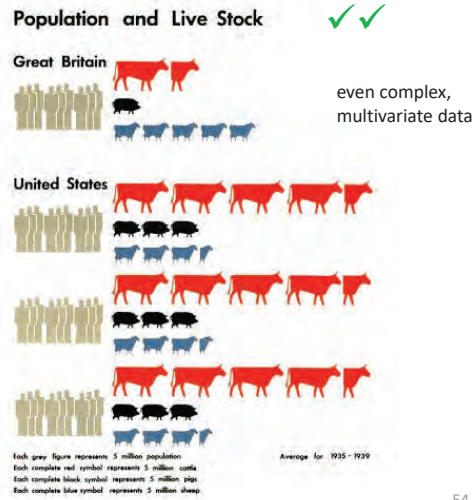 Population and Live Stock
✓✓
Great Britain
even complex,
multivariate data
United States
Each grey figure represents 5 million population
Average for 1935-1939
Each complete red symbol represents 5 million cattle
Each complete black symbol represents 5 million pigs
Each complete blue symbol represents 5 million sheep
54